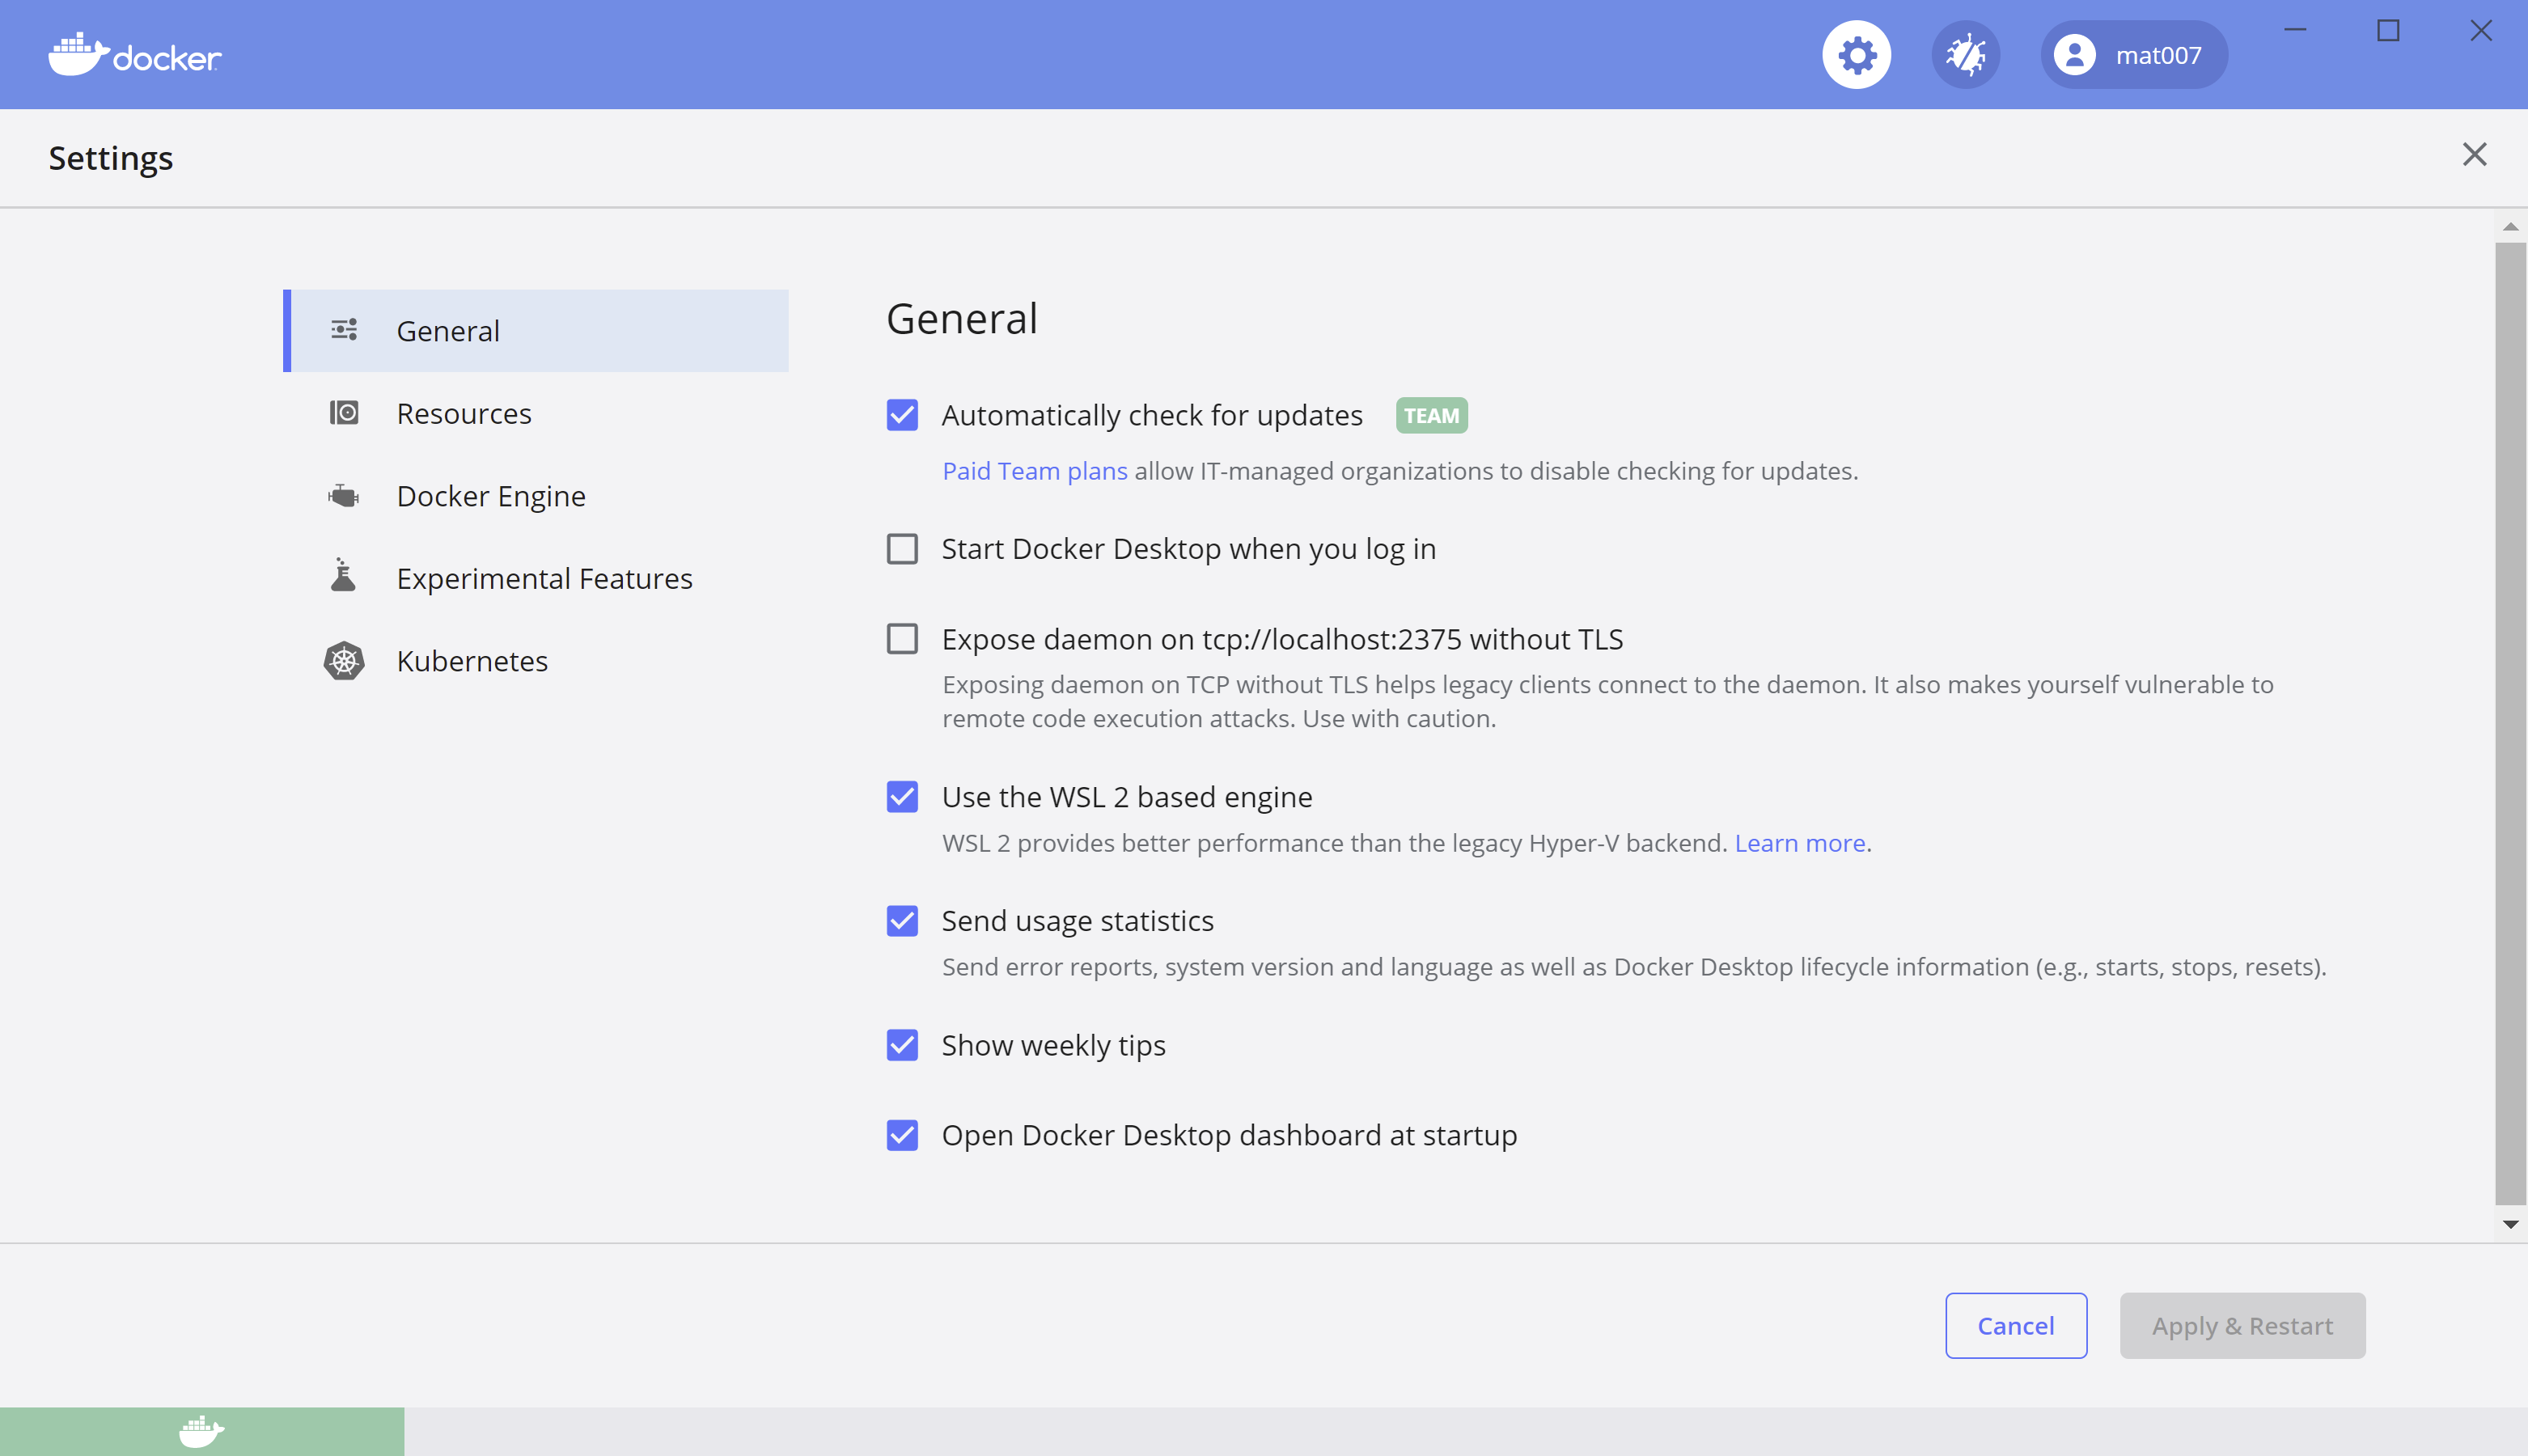 docker
mat007
Settings
General
Resources
Docker Engine
Experimental Features
Kubernetes
General
Automatically check for updates TEAM
Paid Team plans allow IT-managed organizations to disable checking for updates.
Start Docker Desktop when you log in
Expose daemon on tcp://localhost:2375 without TLS
Exposing daemon on TCP without TLS helps legacy clients connect to the daemon. It also makes yourself vulnerable to
remote code execution attacks. Use with caution.
Use the WSL 2 based engine
WSL 2 provides better performance than the legacy Hyper-V backend. Learn more.
Send usage statistics
Send error reports, system version and language as well as Docker Desktop lifecycle information (e.g., starts, stops, resets).
Show weekly tips
Open Docker Desktop dashboard at startup
Cancel
Apply & Restart